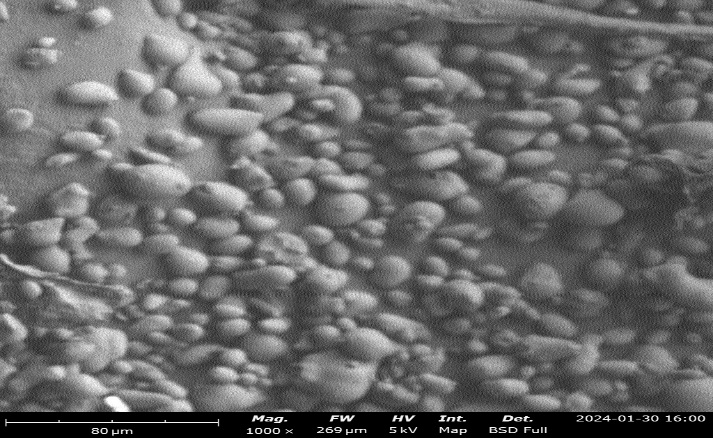 Mag. FW HV Int. Det. 2024-01-30 16:00
80 µm 1000 x 269 µm 5 kV Map BSD Full